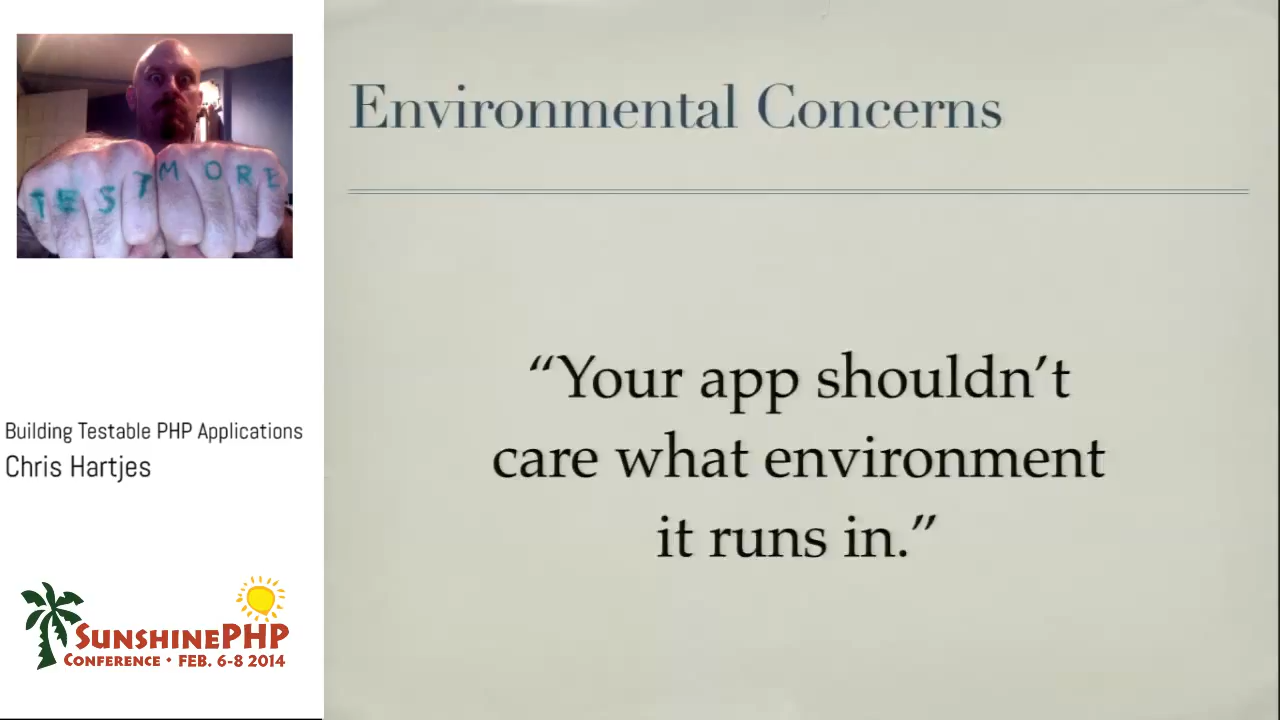 TEST MORE
Building Testable PHP Applications
Chris Hartjes
SUNSHINEPHP
CONFERENCE • FEB. 6-8 2014
Environmental Concerns
“Your app shouldn’t
care what environment
it runs in.”